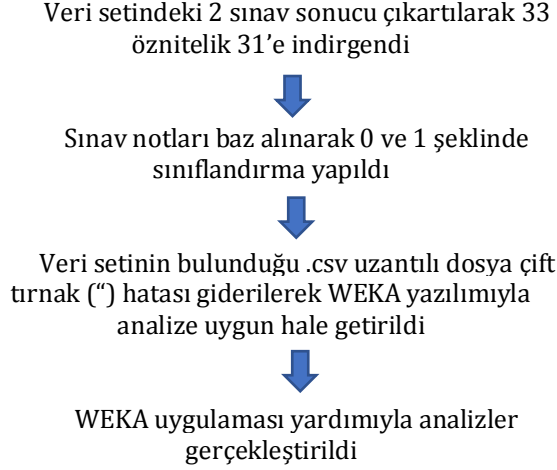 Veri setindeki 2 sınav sonucu çıkartılarak 33
öznitelik 31’e indirgendi
Sınav notları baz alınarak 0 ve 1 şeklinde
sınıflandırma yapıldı
Veri setinin bulunduğu .csv uzantılı dosya çift
tırnak (“) hatası giderilerek WEKA yazılımıyla
analize uygun hale getirildi
WEKA uygulaması yardımıyla analizler
gerçekleştirildi